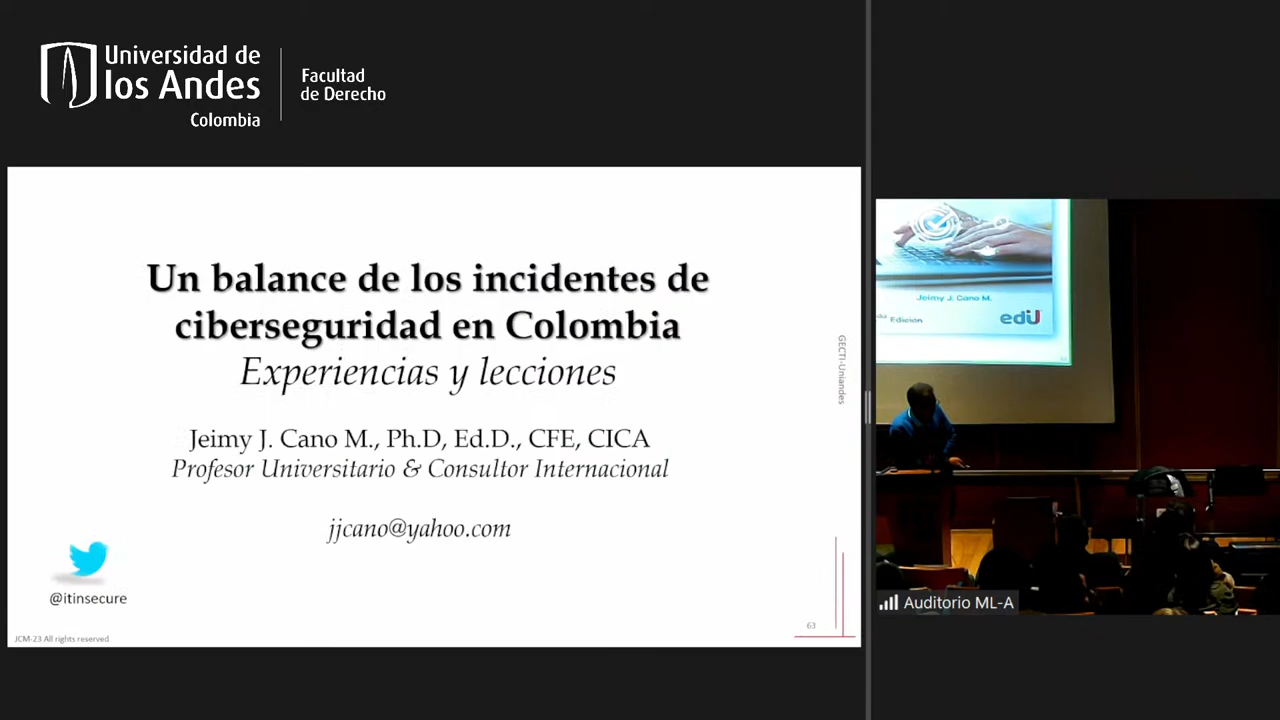 Universidad de
los Andes
Colombia
Facultad
de Derecho
Un balance de los incidentes de
ciberseguridad en Colombia
Experiencias y lecciones
Jeimy J. Cano M., Ph.D, Ed.D., CFE, CICA
Profesor Universitario & Consultor Internacional
jjcano@yahoo.com
@itinsecure
JCM-23 All rights reserved
63
GECTI-Uniandes
Jeimy J. Cano M.
Edición
ediU
Auditorio ML-A